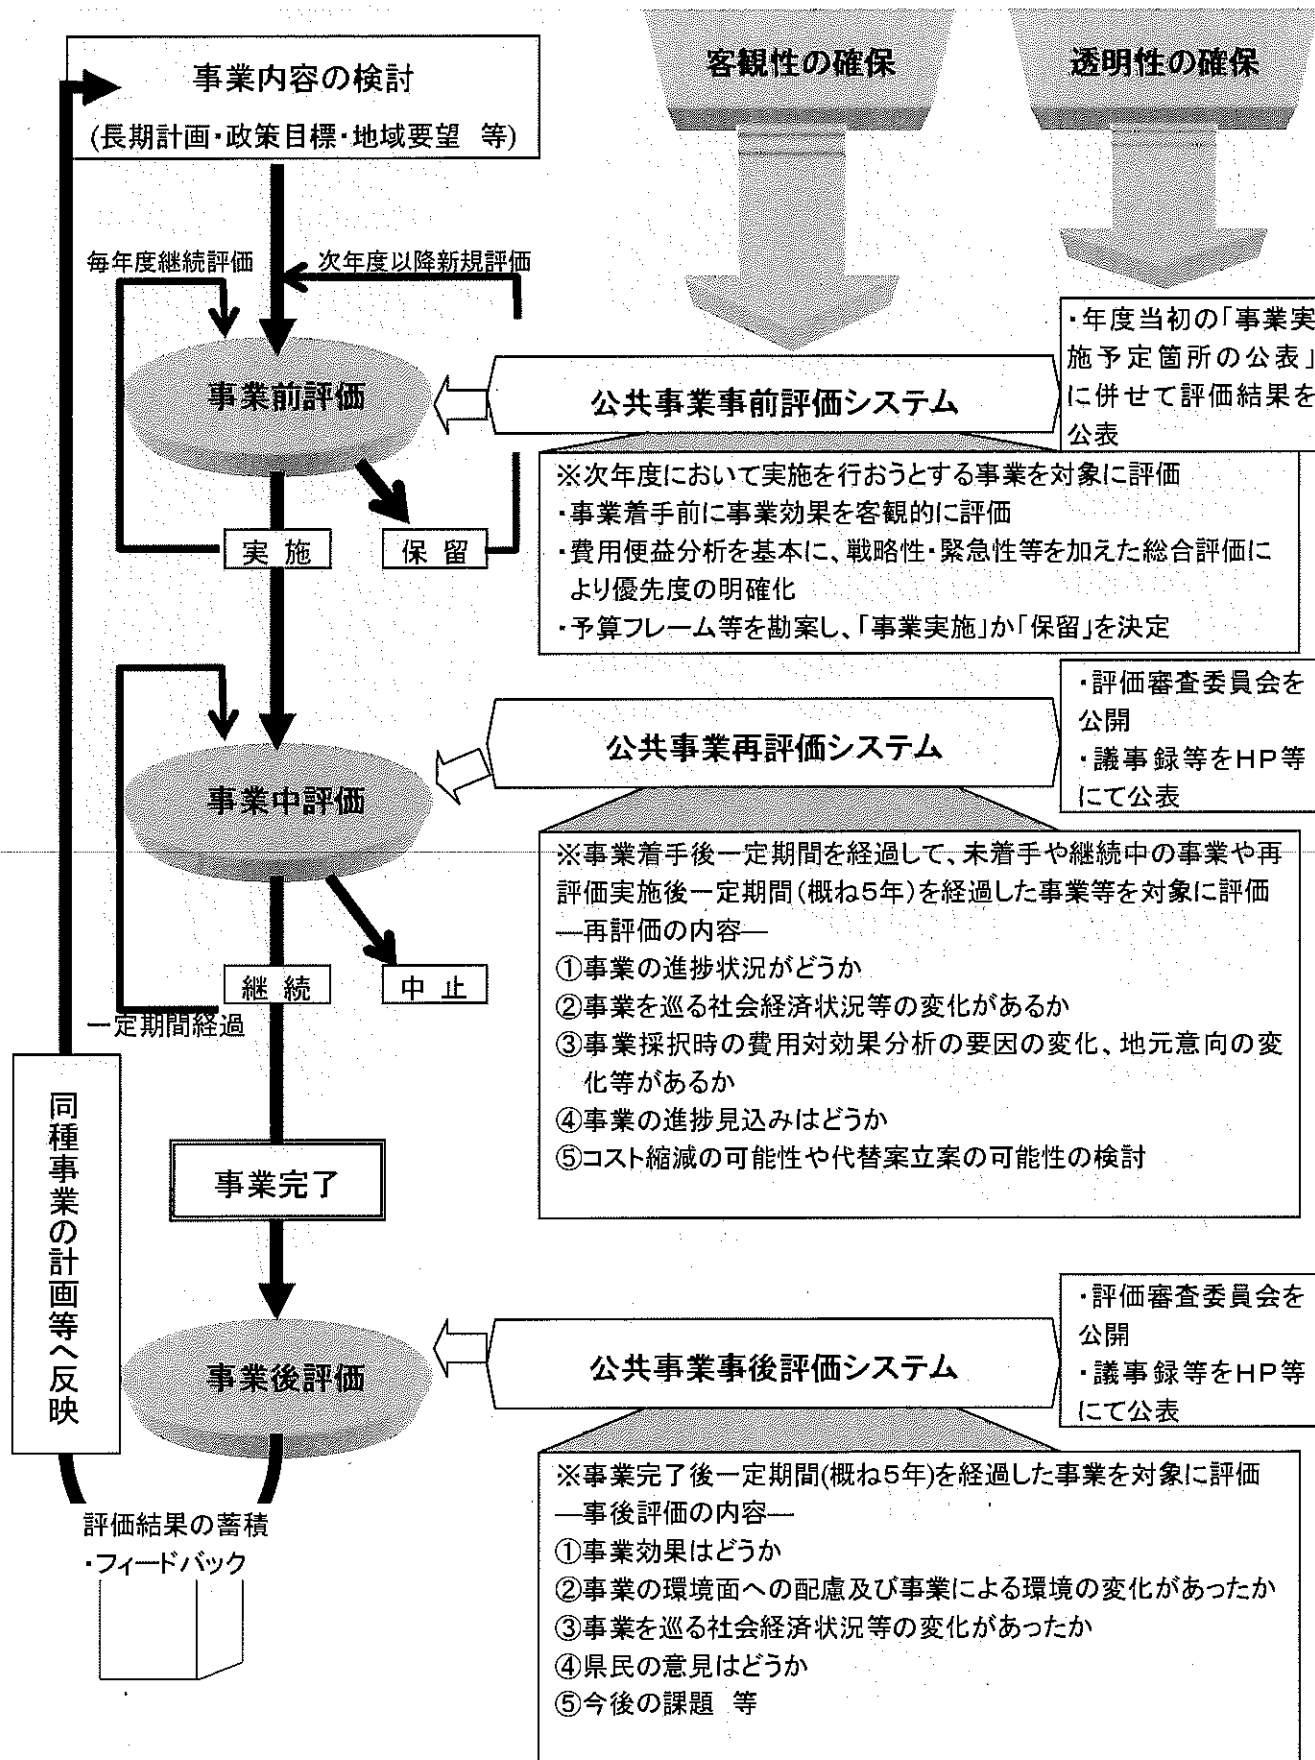 事業内容の検討
(長期計画・政策目標・地域要望 等)
客観性の確保
透明性の確保
毎年度継続評価
次年度以降新規評価
事業前評価
公共事業事前評価システム
・年度当初の「事業実
施予定箇所の公表」
に併せて評価結果を
公表
※次年度において実施を行おうとする事業を対象に評価
・事業着手前に事業効果を客観的に評価
・費用便益分析を基本に、戦略性・緊急性等を加えた総合評価に
より優先度の明確化
・予算フレーム等を勘案し、「事業実施」か「保留」を決定
実 施
保 留
事業中評価
公共事業再評価システム
・評価審査委員会を
公開
・議事録等をHP等
にて公表
※事業着手後一定期間を経過して、未着手や継続中の事業や再
評価実施後一定期間(概ね5年)を経過した事業等を対象に評価
―再評価の内容―
①事業の進捗状況がどうか
②事業を巡る社会経済状況等の変化があるか
③事業採択時の費用対効果分析の要因の変化、地元意向の変
化等があるか
④事業の進捗見込みはどうか
⑤コスト縮減の可能性や代替案立案の可能性の検討
継 続
中 止
一定期間経過
同種事業の計画等へ反映
事業完了
事業後評価
公共事業事後評価システム
・評価審査委員会を
公開
・議事録等をHP等
にて公表
※事業完了後一定期間(概ね5年)を経過した事業を対象に評価
―事後評価の内容―
①事業効果はどうか
②事業の環境面への配慮及び事業による環境の変化があったか
③事業を巡る社会経済状況等の変化があったか
④県民の意見はどうか
⑤今後の課題 等
評価結果の蓄積
・フィードバック